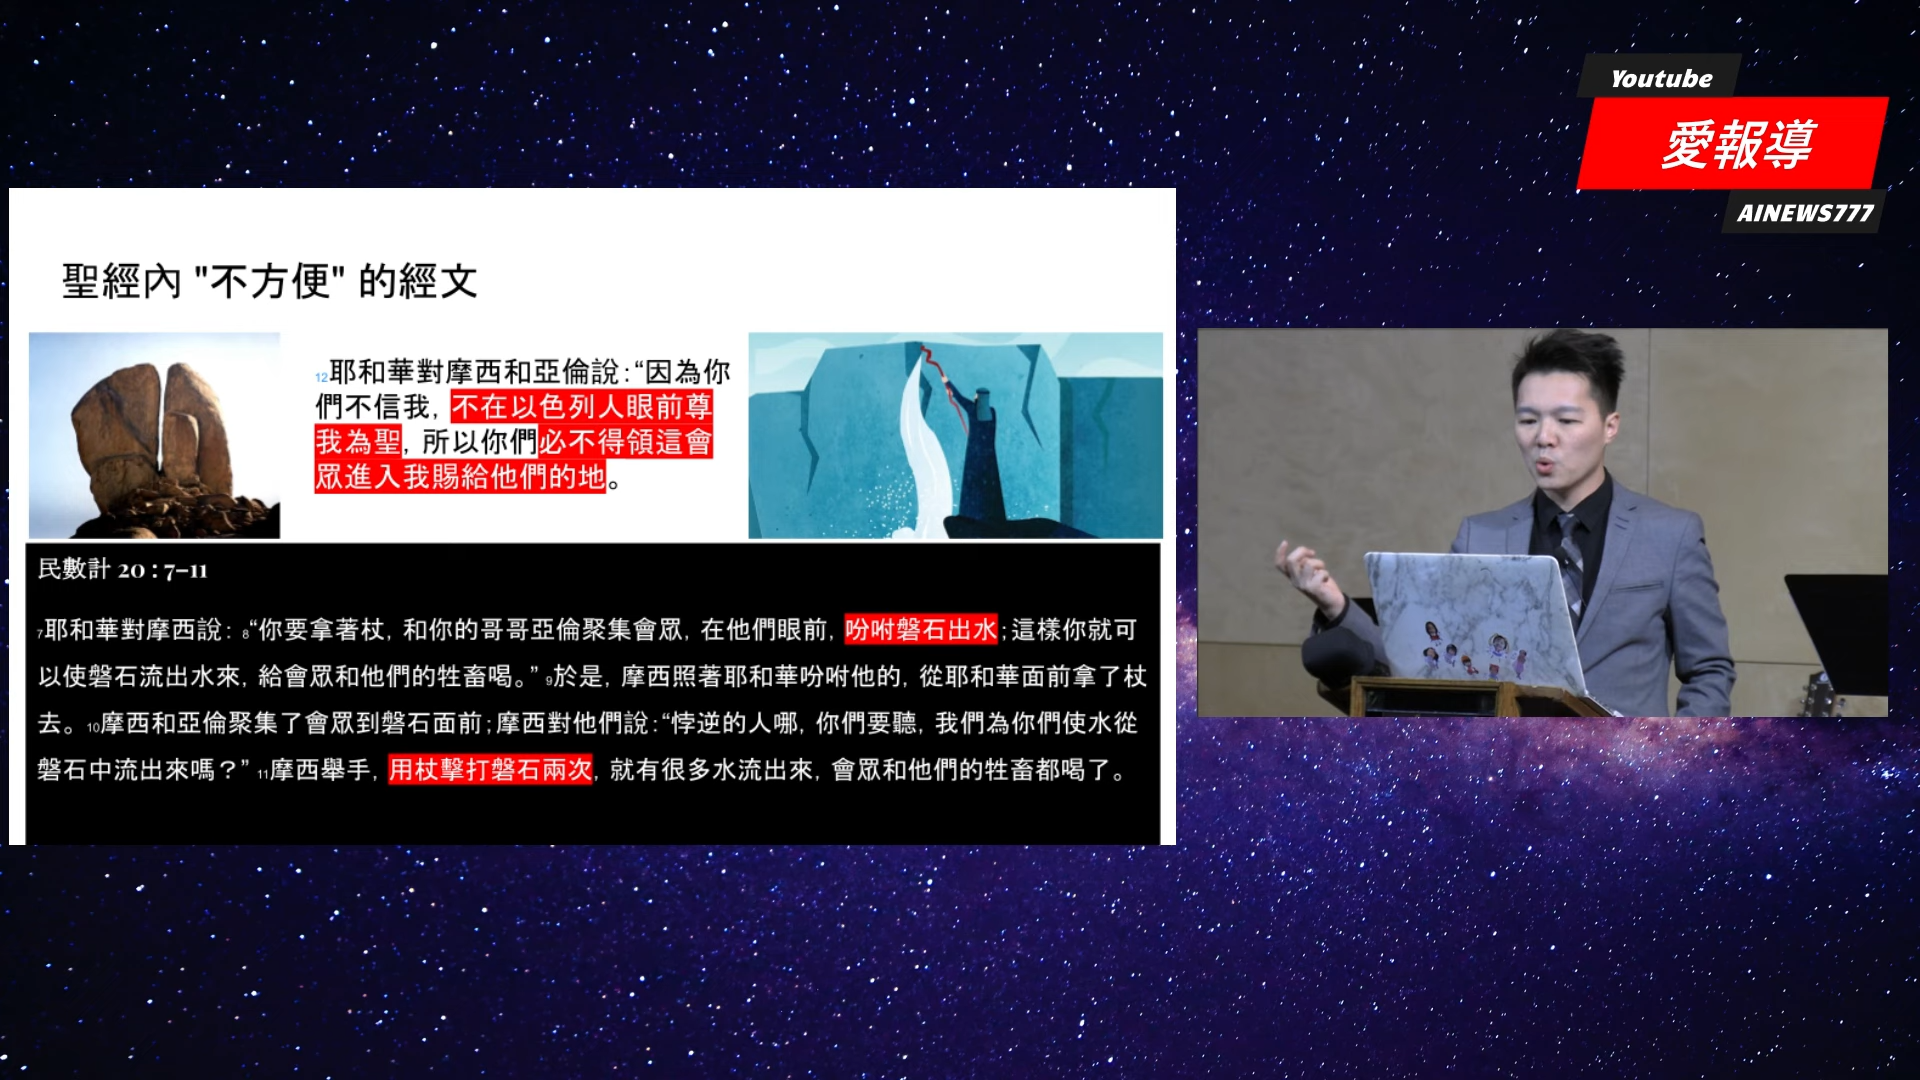 Youtube
愛報導
AINEWS777
聖經內 "不方便" 的經文
12耶和華對摩西和亞倫說：“因為你
們不信我，不在以色列人眼前尊
我為聖，所以你們必不得領這會
眾進入我賜給他們的地。
民數計 20 : 7–11
7耶和華對摩西說：8“你要拿著杖，和你的哥哥亞倫聚集會眾，在他們眼前，吩咐磐石出水；這樣你就可
以使磐石流出水來，給會眾和他們的牲畜喝。” 9於是，摩西照著耶和華吩咐他的，從耶和華面前拿了杖
去。10摩西和亞倫聚集了會眾到磐石面前；摩西對他們說：“悖逆的人哪，你們要聽，我們為你們使水從
磐石中流出來嗎？” 11摩西舉手，用杖擊打磐石兩次，就有很多水流出來，會眾和他們的牲畜都喝了。